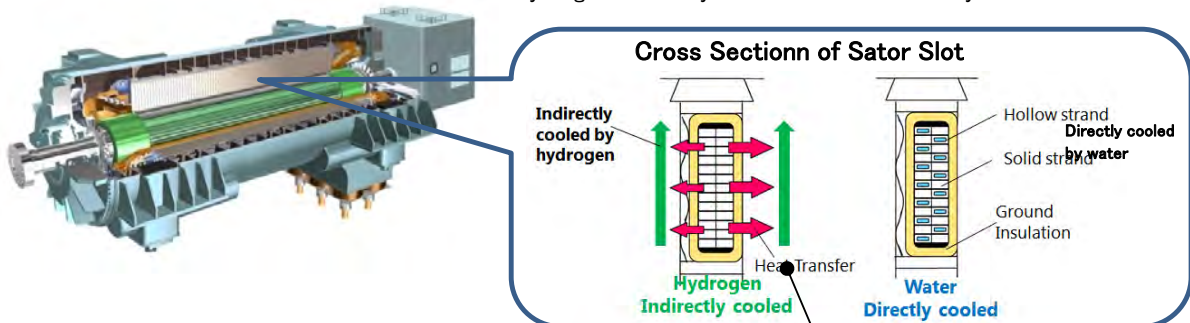 Cross Sectionn of Sator Slot
Indirectly
cooled by
hydrogen
Heat Transfer
Hydrogen
Indirectly cooled
Hollow strand
Directly cooled
by water
Solid strand
Ground
Insulation
Water
Directly cooled